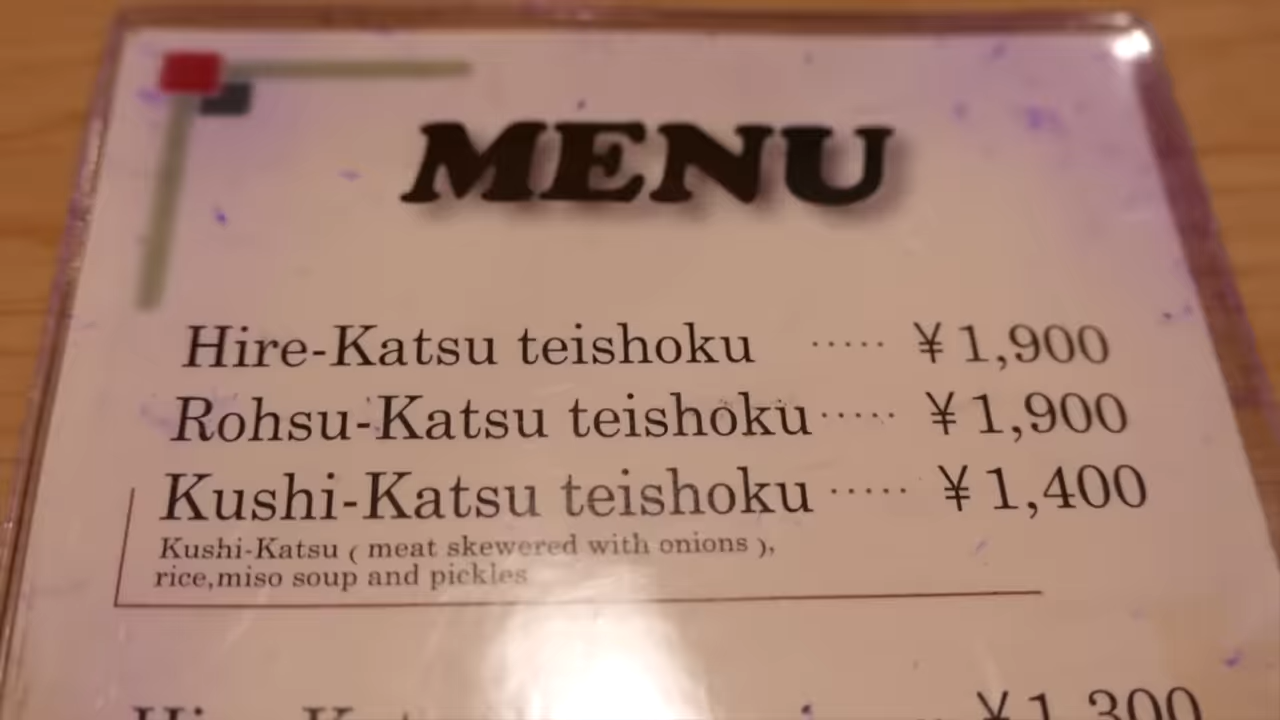 MENU
Hire-Katsu teishoku ····· ¥1,900
Rohsu-Katsu teishoku ····· ¥1,900
Kushi-Katsu teishoku ····· ¥1,400
Kushi-Katsu ( meat skewered with onions ),
rice,miso soup and pickles
¥1,300